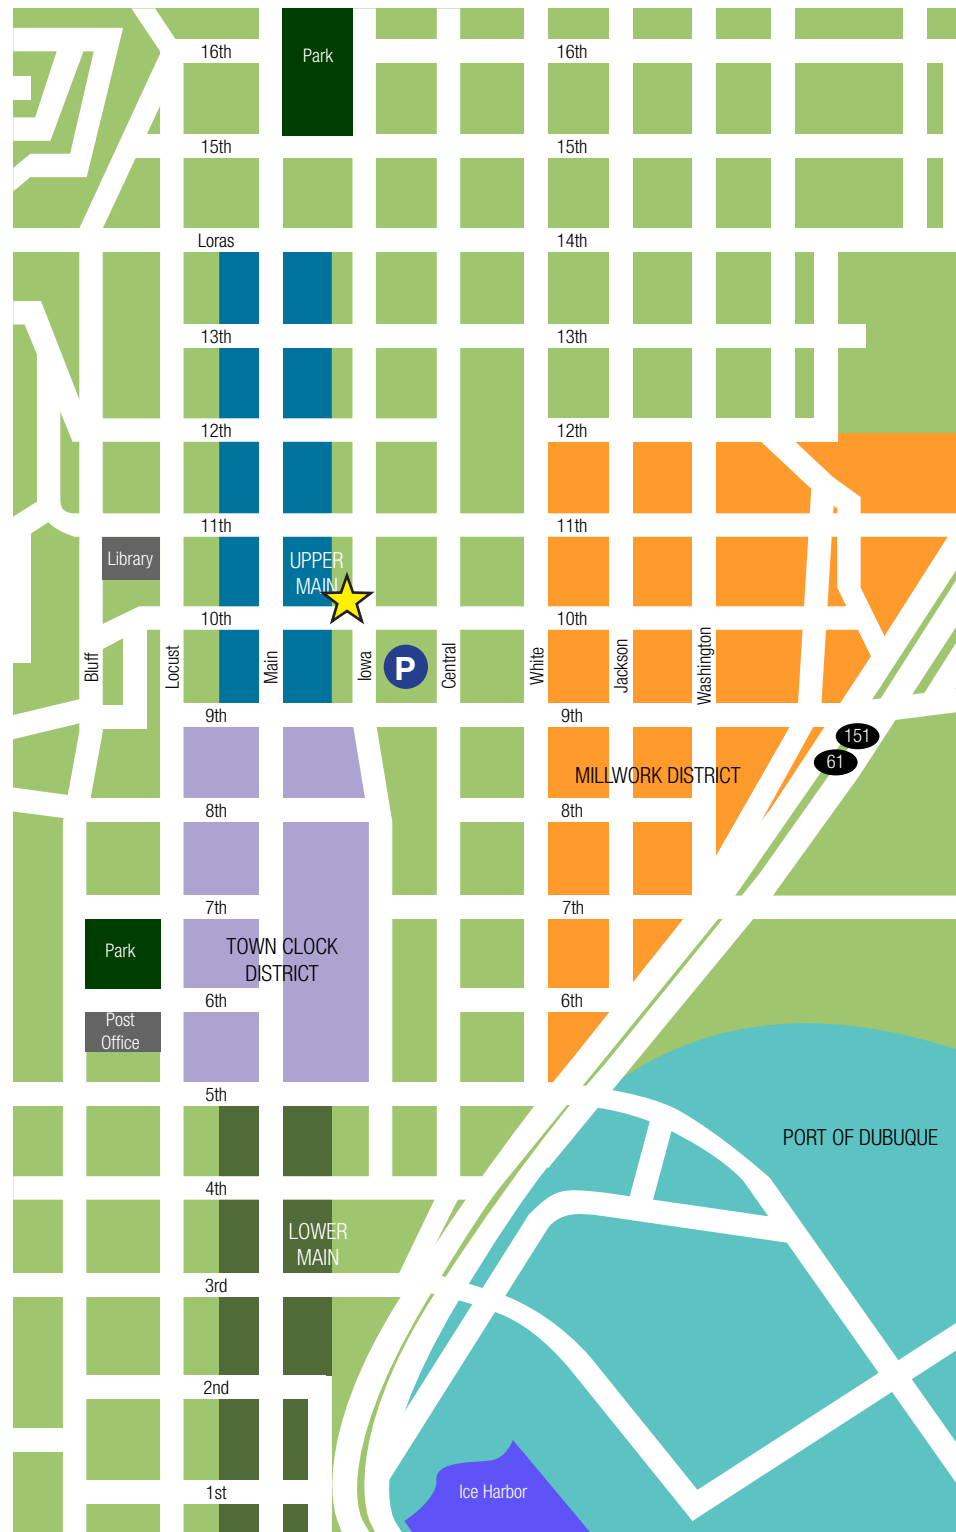 Park
16th
16th
15th
15th
Loras
14th
13th
13th
12th
12th
11th
11th
Library
UPPER
MAIN
10th
10th
Bluff
Locust
Main
Iowa
P
Central
White
Jackson
Washington
9th
9th
151
61
MILLWORK DISTRICT
8th
8th
7th
7th
Park
TOWN CLOCK
DISTRICT
6th
6th
Post
Office
5th
PORT OF DUBUQUE
4th
LOWER
MAIN
3rd
2nd
1st
Ice Harbor